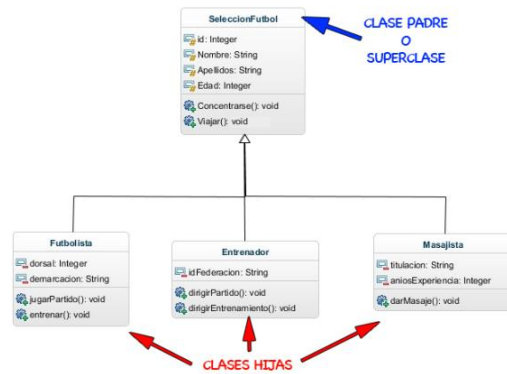 SeleccionFutbol
id: Integer
Nombre: String
Apellidos: String
Edad: Integer
Concentrarse(): void
Viajar(): void
CLASE PADRE
O
SUPERCLASE
Futbolista
dorsal: Integer
demarcacion: String
jugarPartido(): void
entrenar(): void
Entrenador
idFederacion: String
dirigirPartido(): void
dirigirEntrenamiento(): void
Masajista
titulacion: String
aniosExperiencia: Integer
darMasaje(): void
CLASES HIJAS